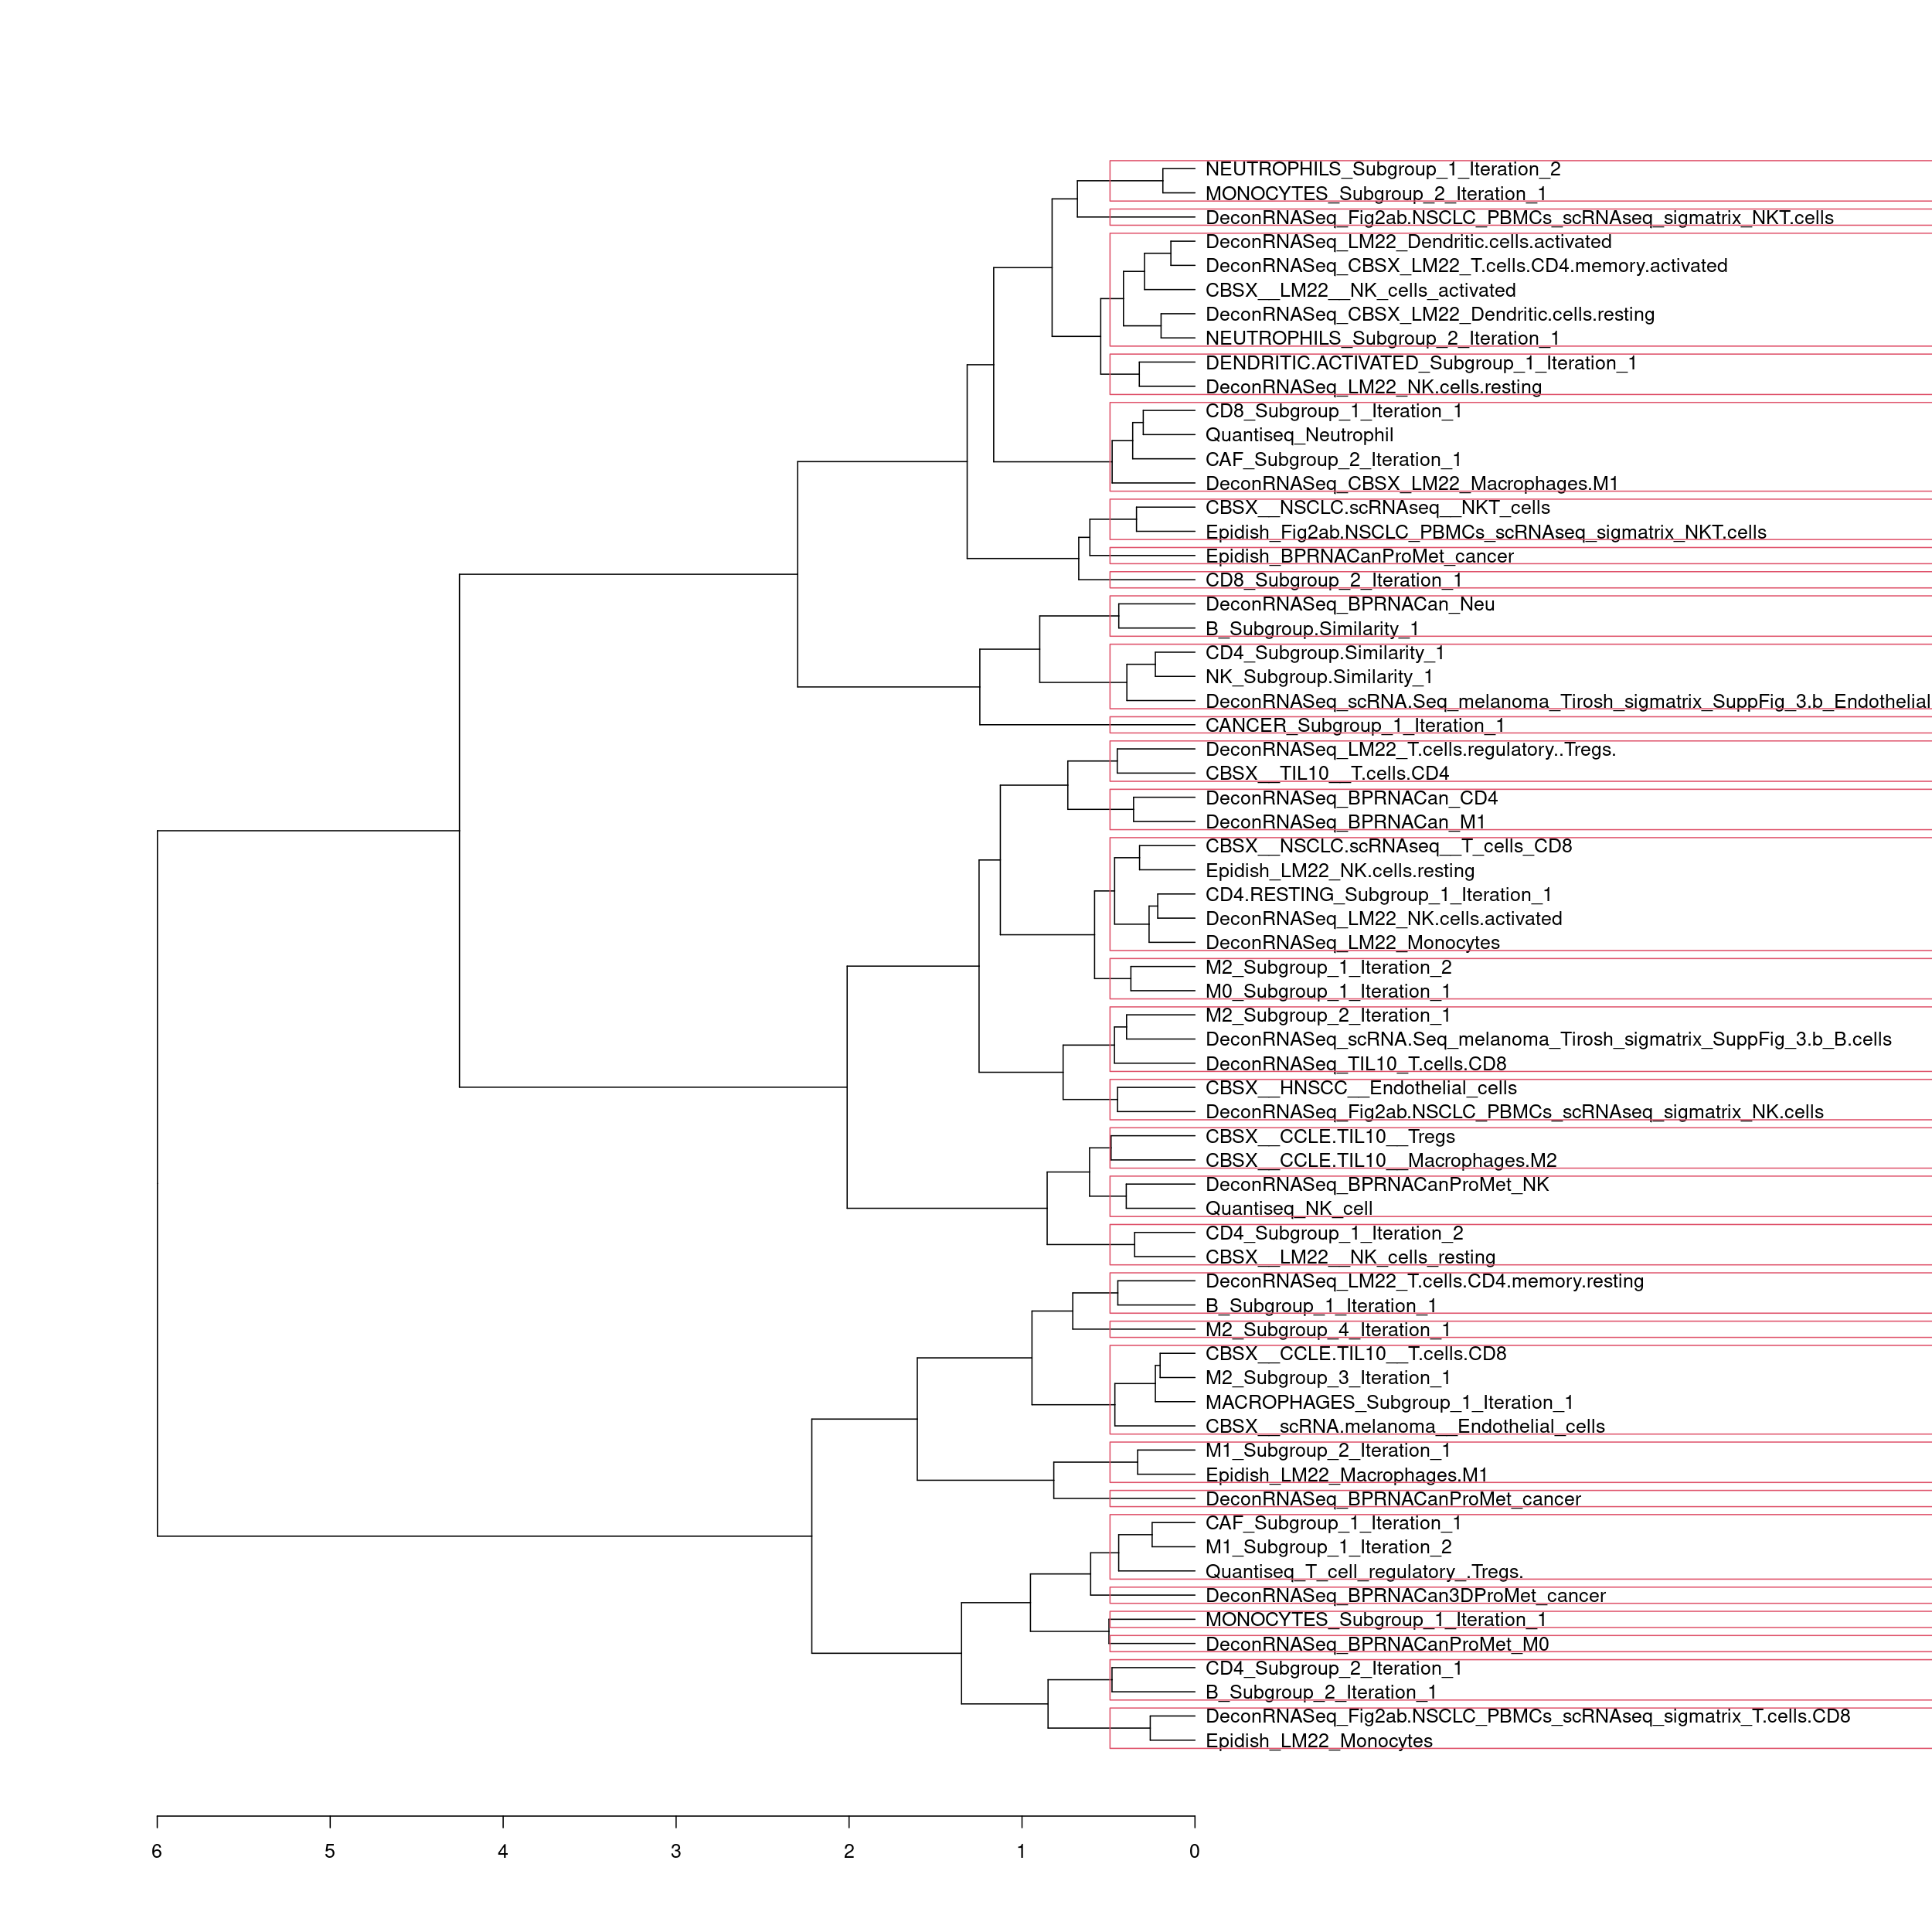 NEUTROPHILS_Subgroup_1_Iteration_2
MONOCYTES_Subgroup_2_Iteration_1
DeconRNASeq_Fig2ab.NSCLC_PBMCs_scRNAseq_sigmatrix_NKT.cells
DeconRNASeq_LM22_Dendritic.cells.activated
DeconRNASeq_CBSX_LM22_T.cells.CD4.memory.activated
CBSX__LM22__NK_cells_activated
DeconRNASeq_CBSX_LM22_Dendritic.cells.resting
NEUTROPHILS_Subgroup_2_Iteration_1
DENDRITIC.ACTIVATED_Subgroup_1_Iteration_1
DeconRNASeq_LM22_NK.cells.resting
CD8_Subgroup_1_Iteration_1
Quantiseq_Neutrophil
CAF_Subgroup_2_Iteration_1
DeconRNASeq_CBSX_LM22_Macrophages.M1
CBSX__NSCLC.scRNAseq__NKT_cells
Epidish_Fig2ab.NSCLC_PBMCs_scRNAseq_sigmatrix_NKT.cells
Epidish_BPRNACanProMet_cancer
CD8_Subgroup_2_Iteration_1
DeconRNASeq_BPRNACan_Neu
B_Subgroup.Similarity_1
CD4_Subgroup.Similarity_1
NK_Subgroup.Similarity_1
DeconRNASeq_scRNA.Seq_melanoma_Tirosh_sigmatrix_SuppFig_3.b_Endothelial
CANCER_Subgroup_1_Iteration_1
DeconRNASeq_LM22_T.cells.regulatory..Tregs.
CBSX__TIL10__T.cells.CD4
DeconRNASeq_BPRNACan_CD4
DeconRNASeq_BPRNACan_M1
CBSX__NSCLC.scRNAseq__T_cells_CD8
Epidish_LM22_NK.cells.resting
CD4.RESTING_Subgroup_1_Iteration_1
DeconRNASeq_LM22_NK.cells.activated
DeconRNASeq_LM22_Monocytes
M2_Subgroup_1_Iteration_2
M0_Subgroup_1_Iteration_1
M2_Subgroup_2_Iteration_1
DeconRNASeq_scRNA.Seq_melanoma_Tirosh_sigmatrix_SuppFig_3.b_B.cells
DeconRNASeq_TIL10_T.cells.CD8
CBSX__HNSCC__Endothelial_cells
DeconRNASeq_Fig2ab.NSCLC_PBMCs_scRNAseq_sigmatrix_NK.cells
CBSX__CCLE.TIL10__Tregs
CBSX__CCLE.TIL10__Macrophages.M2
DeconRNASeq_BPRNACanProMet_NK
Quantiseq_NK_cell
CD4_Subgroup_1_Iteration_2
CBSX__LM22__NK_cells_resting
DeconRNASeq_LM22_T.cells.CD4.memory.resting
B_Subgroup_1_Iteration_1
M2_Subgroup_4_Iteration_1
CBSX__CCLE.TIL10__T.cells.CD8
M2_Subgroup_3_Iteration_1
MACROPHAGES_Subgroup_1_Iteration_1
CBSX__scRNA.melanoma__Endothelial_cells
M1_Subgroup_2_Iteration_1
Epidish_LM22_Macrophages.M1
DeconRNASeq_BPRNACanProMet_cancer
CAF_Subgroup_1_Iteration_1
M1_Subgroup_1_Iteration_2
Quantiseq_T_cell_regulatory_.Tregs.
DeconRNASeq_BPRNACan3DProMet_cancer
MONOCYTES_Subgroup_1_Iteration_1
DeconRNASeq_BPRNACanProMet_M0
CD4_Subgroup_2_Iteration_1
B_Subgroup_2_Iteration_1
DeconRNASeq_Fig2ab.NSCLC_PBMCs_scRNAseq_sigmatrix_T.cells.CD8
Epidish_LM22_Monocytes
6 5 4 3 2 1 0